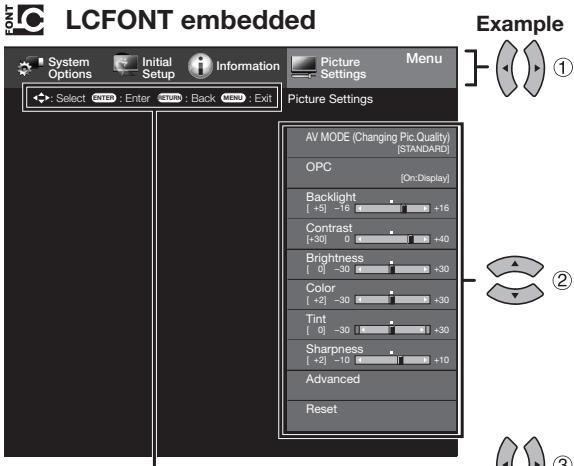 FONT LC LCFONT embedded
Example
System Options
Initial Setup
Information
Picture Settings
Menu
①
: Select ENTER : Enter RETURN : Back MENU : Exit
Picture Settings
AV MODE (Changing Pic.Quality)
[STANDARD]
OPC
[On:Display]
Backlight
[ +5] −16 +16
Contrast
[+30] 0 +40
Brightness
[ 0] −30 +30
②
Color
[ +2] −30 +30
Tint
[ 0] −30 +30
Sharpness
[ +2] −10 +10
Advanced
Reset
③